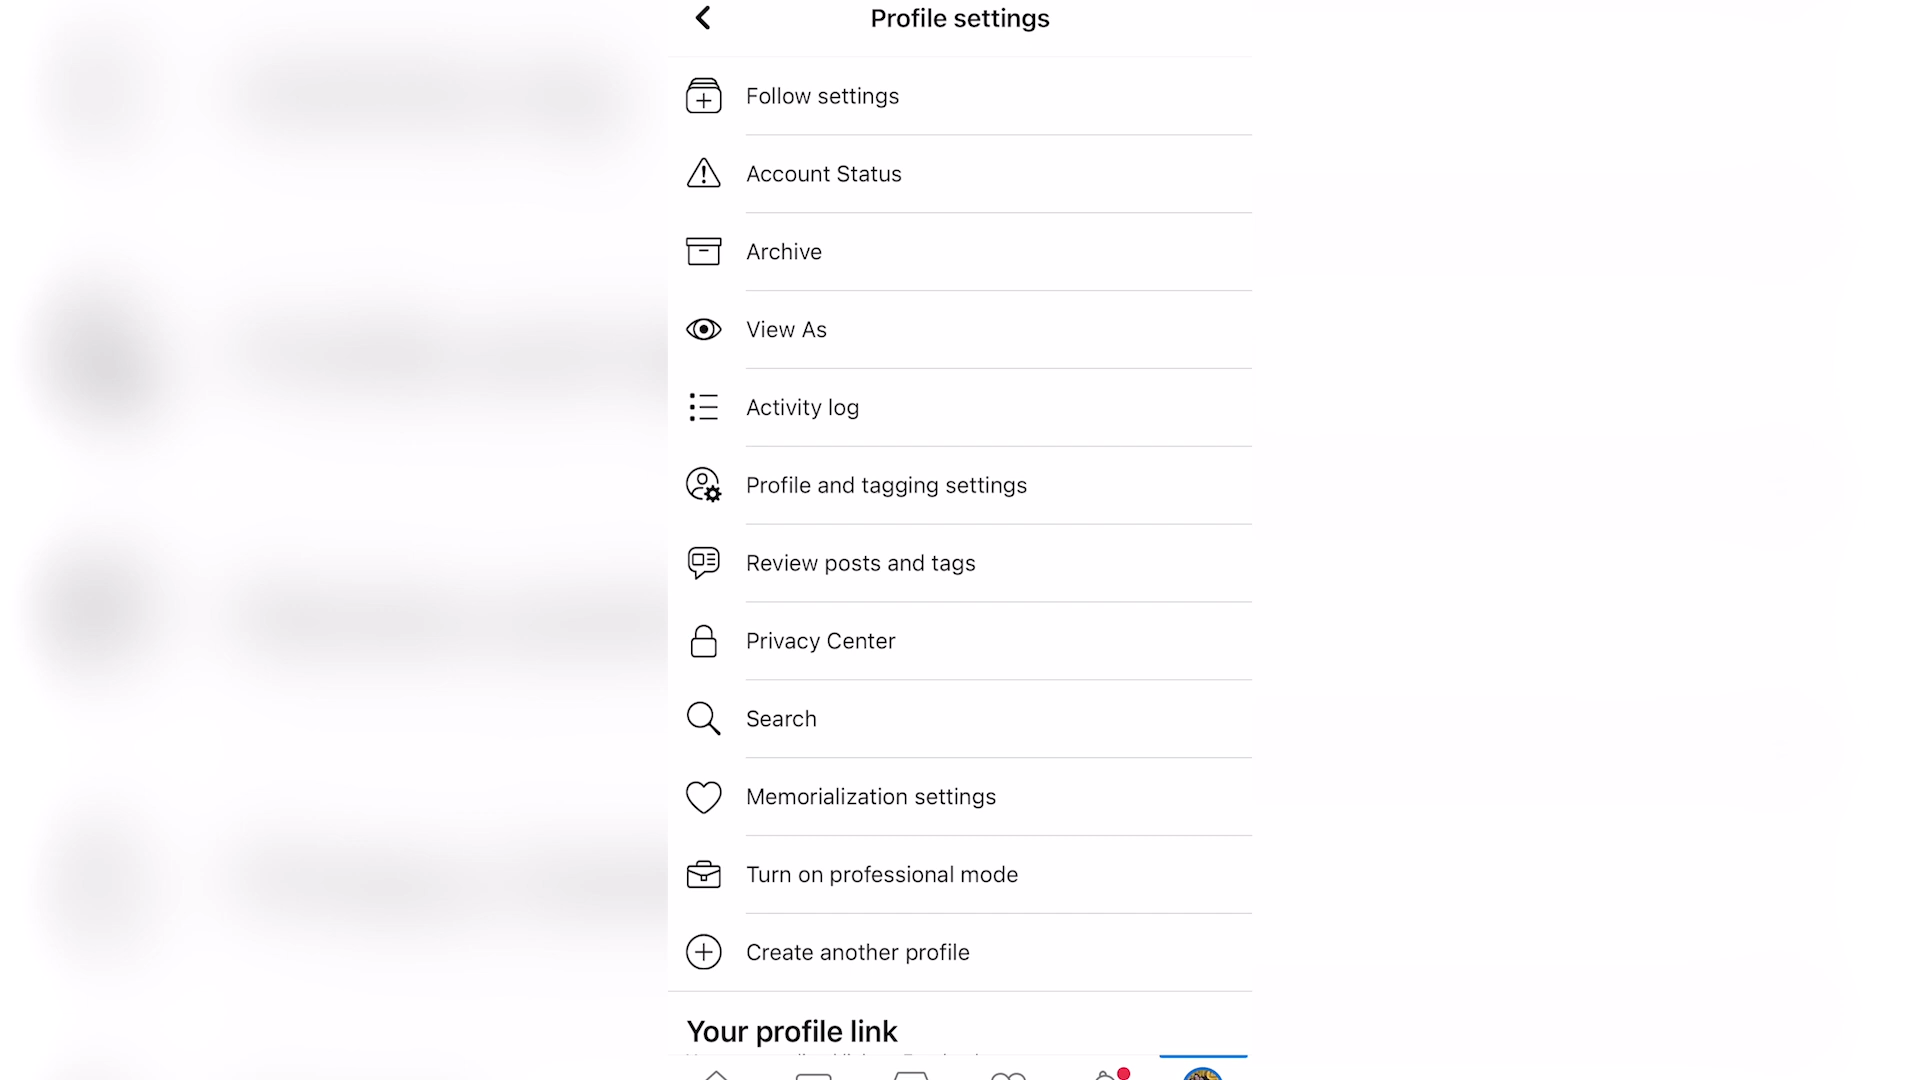 Profile settings
Follow settings
Account Status
Archive
View As
Activity log
Profile and tagging settings
Review posts and tags
Privacy Center
Search
Memorialization settings
Turn on professional mode
Create another profile
Your profile link